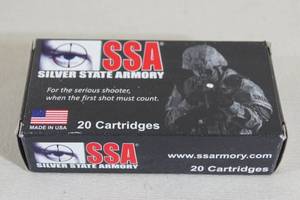 SSA
SILVER STATE ARMORY
For the serious shooter,
when the first shot must count.
MADE IN USA
20 Cartridges
SSA
SILVER STATE ARMORY
www.ssarmory.com
20 Cartridges